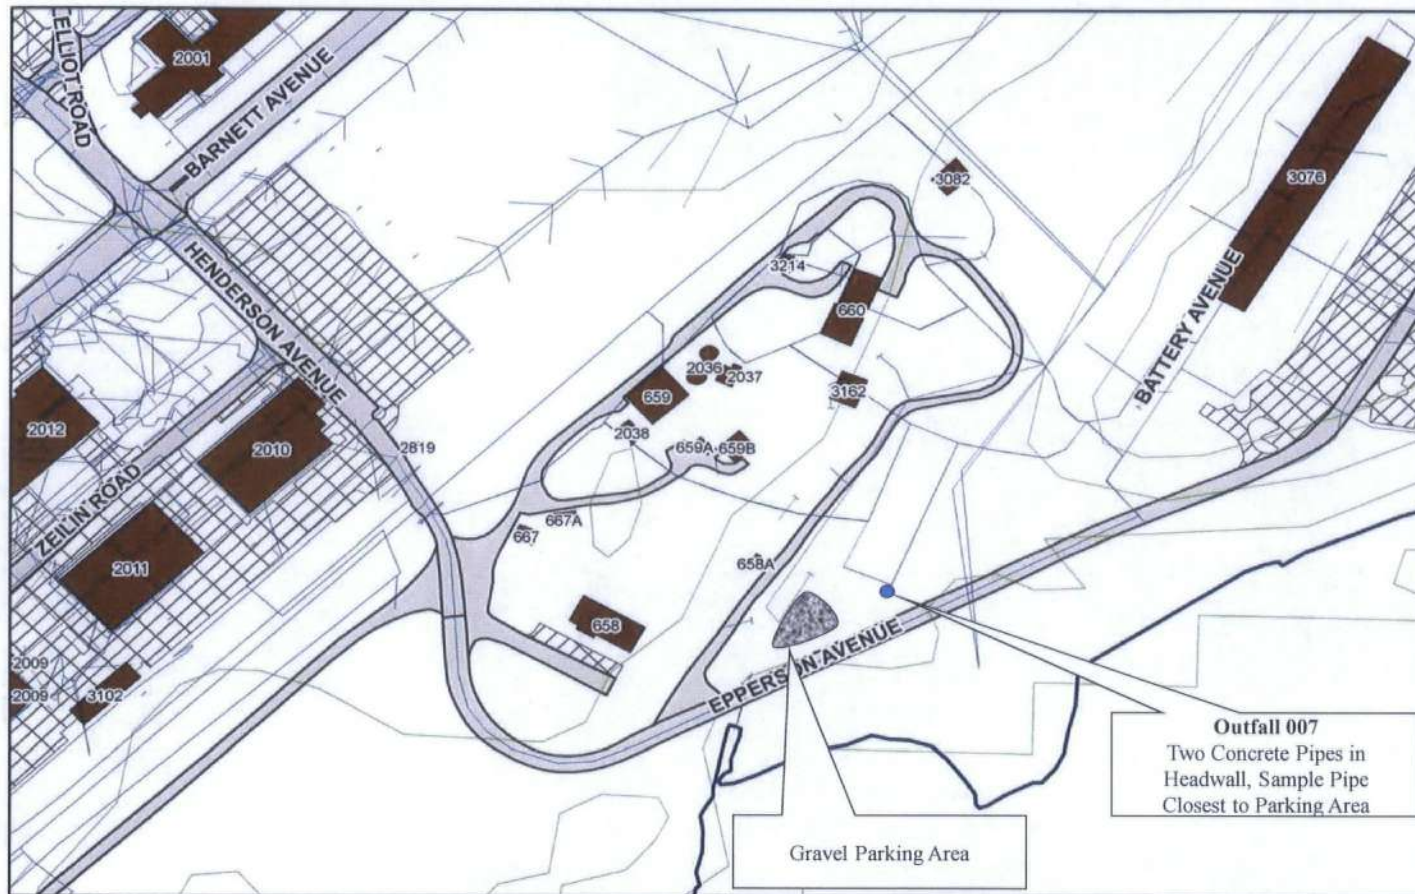 ELLIOT ROAD
2001
BARNETT AVENUE
3082
3076
HENDERSON AVENUE
3214
660
BATTERY AVENUE
2036
2037
659
3162
2012
2038
2819
659A
659B
2010
ZEILIN ROAD
667A
667
658A
2011
658
EPPERSON AVENUE
2009
2009
3102
Outfall 007
Two Concrete Pipes in
Headwall, Sample Pipe
Closest to Parking Area
Gravel Parking Area